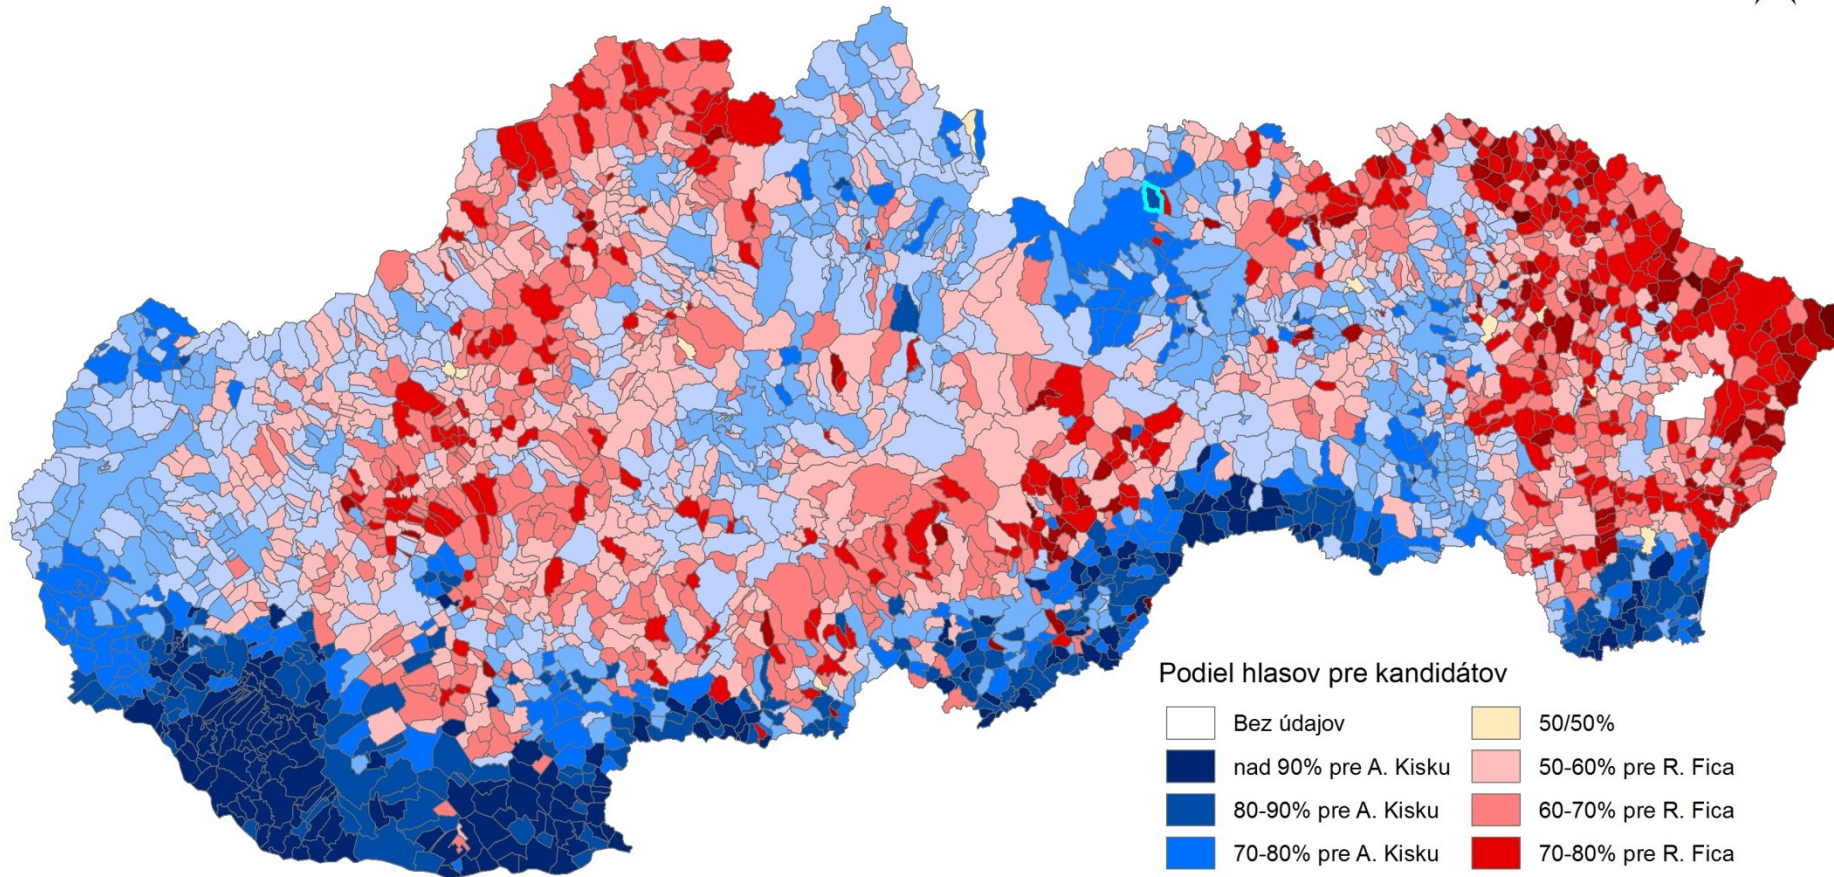 Podiel hlasov pre kandidátov
Bez údajov
50/50%
nad 90% pre A. Kisku
50-60% pre R. Fica
80-90% pre A. Kisku
60-70% pre R. Fica
70-80% pre A. Kisku
70-80% pre R. Fica